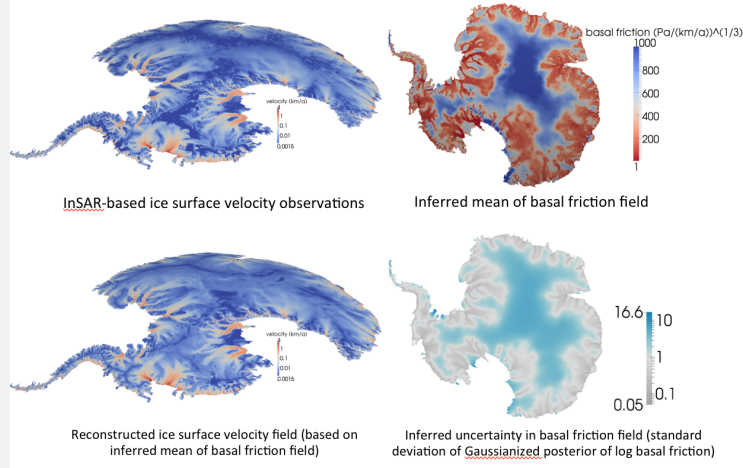 basal friction (Pa/(km/a))^(1/3)
1000
800
600
400
200
1
velocity (km/a)
1
0.1
0.01
0.0015
InSAR-based ice surface velocity observations
Inferred mean of basal friction field
velocity (km/a)
1
0.1
0.01
0.0015
16.6
10
1
0.1
0.05
Reconstructed ice surface velocity field (based on
inferred mean of basal friction field)
Inferred uncertainty in basal friction field (standard
deviation of Gaussianized posterior of log basal friction)